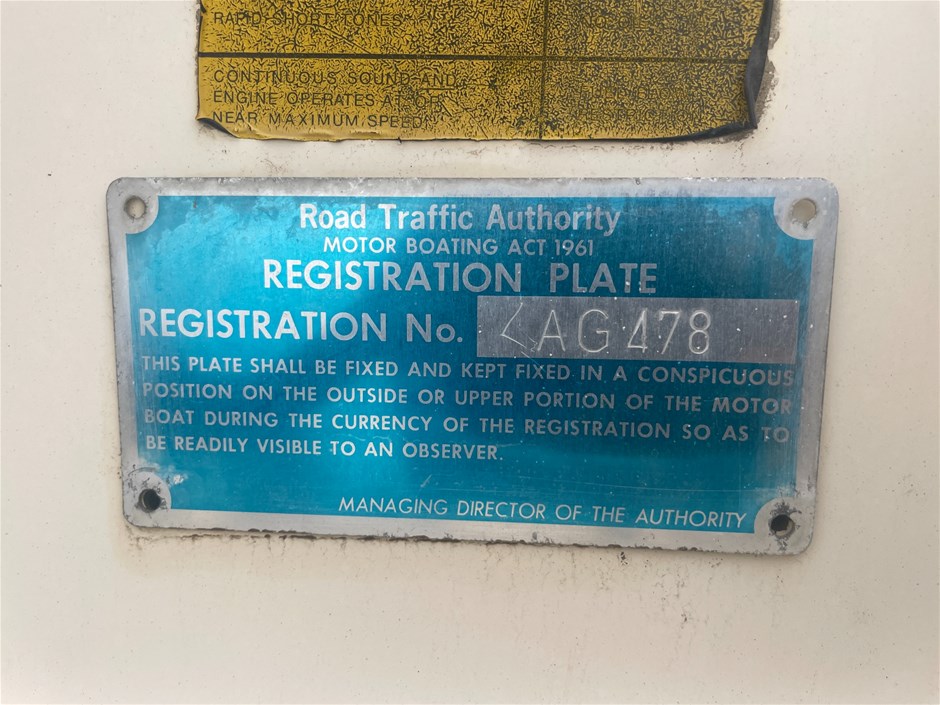 RAPID SHORT TONES
CONTINUOUS SOUND AND
ENGINE OPERATES AT OR
NEAR MAXIMUM SPEED
Road Traffic Authority
MOTOR BOATING ACT 1961
REGISTRATION PLATE
REGISTRATION No. <AG 478
THIS PLATE SHALL BE FIXED AND KEPT FIXED IN A CONSPICUOUS
POSITION ON THE OUTSIDE OR UPPER PORTION OF THE MOTOR
BOAT DURING THE CURRENCY OF THE REGISTRATION SO AS TO
BE READILY VISIBLE TO AN OBSERVER.
MANAGING DIRECTOR OF THE AUTHORITY